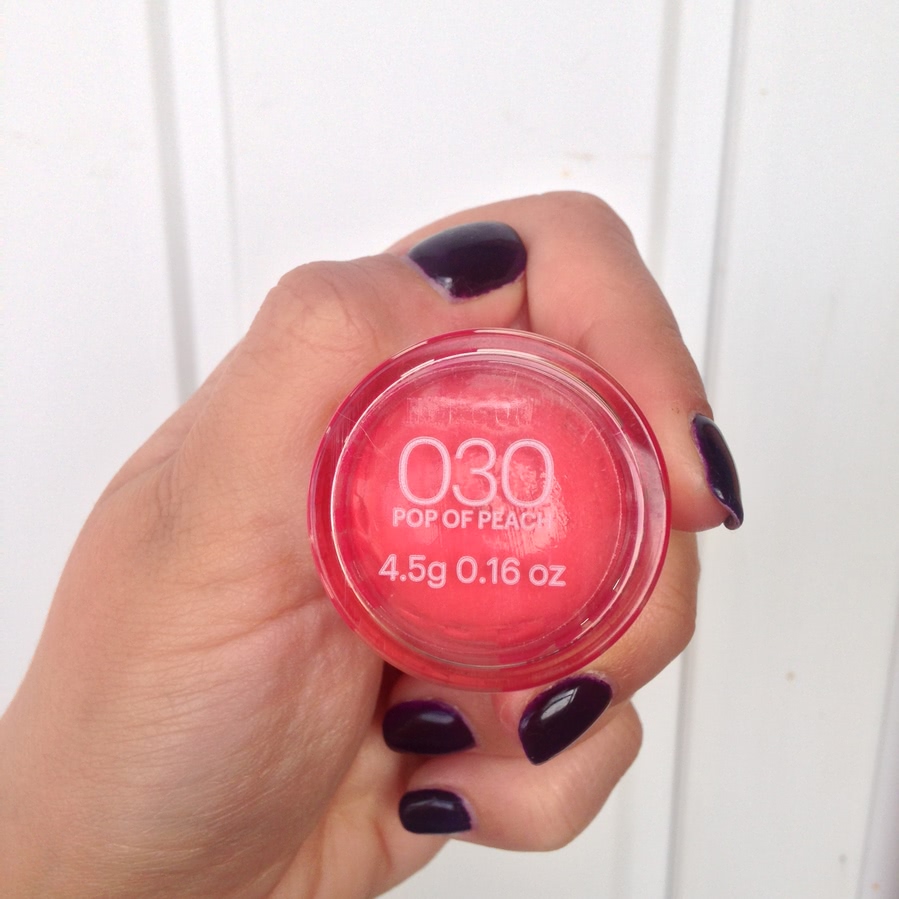 030
POP OF PEACH
4.5g 0.16 oz